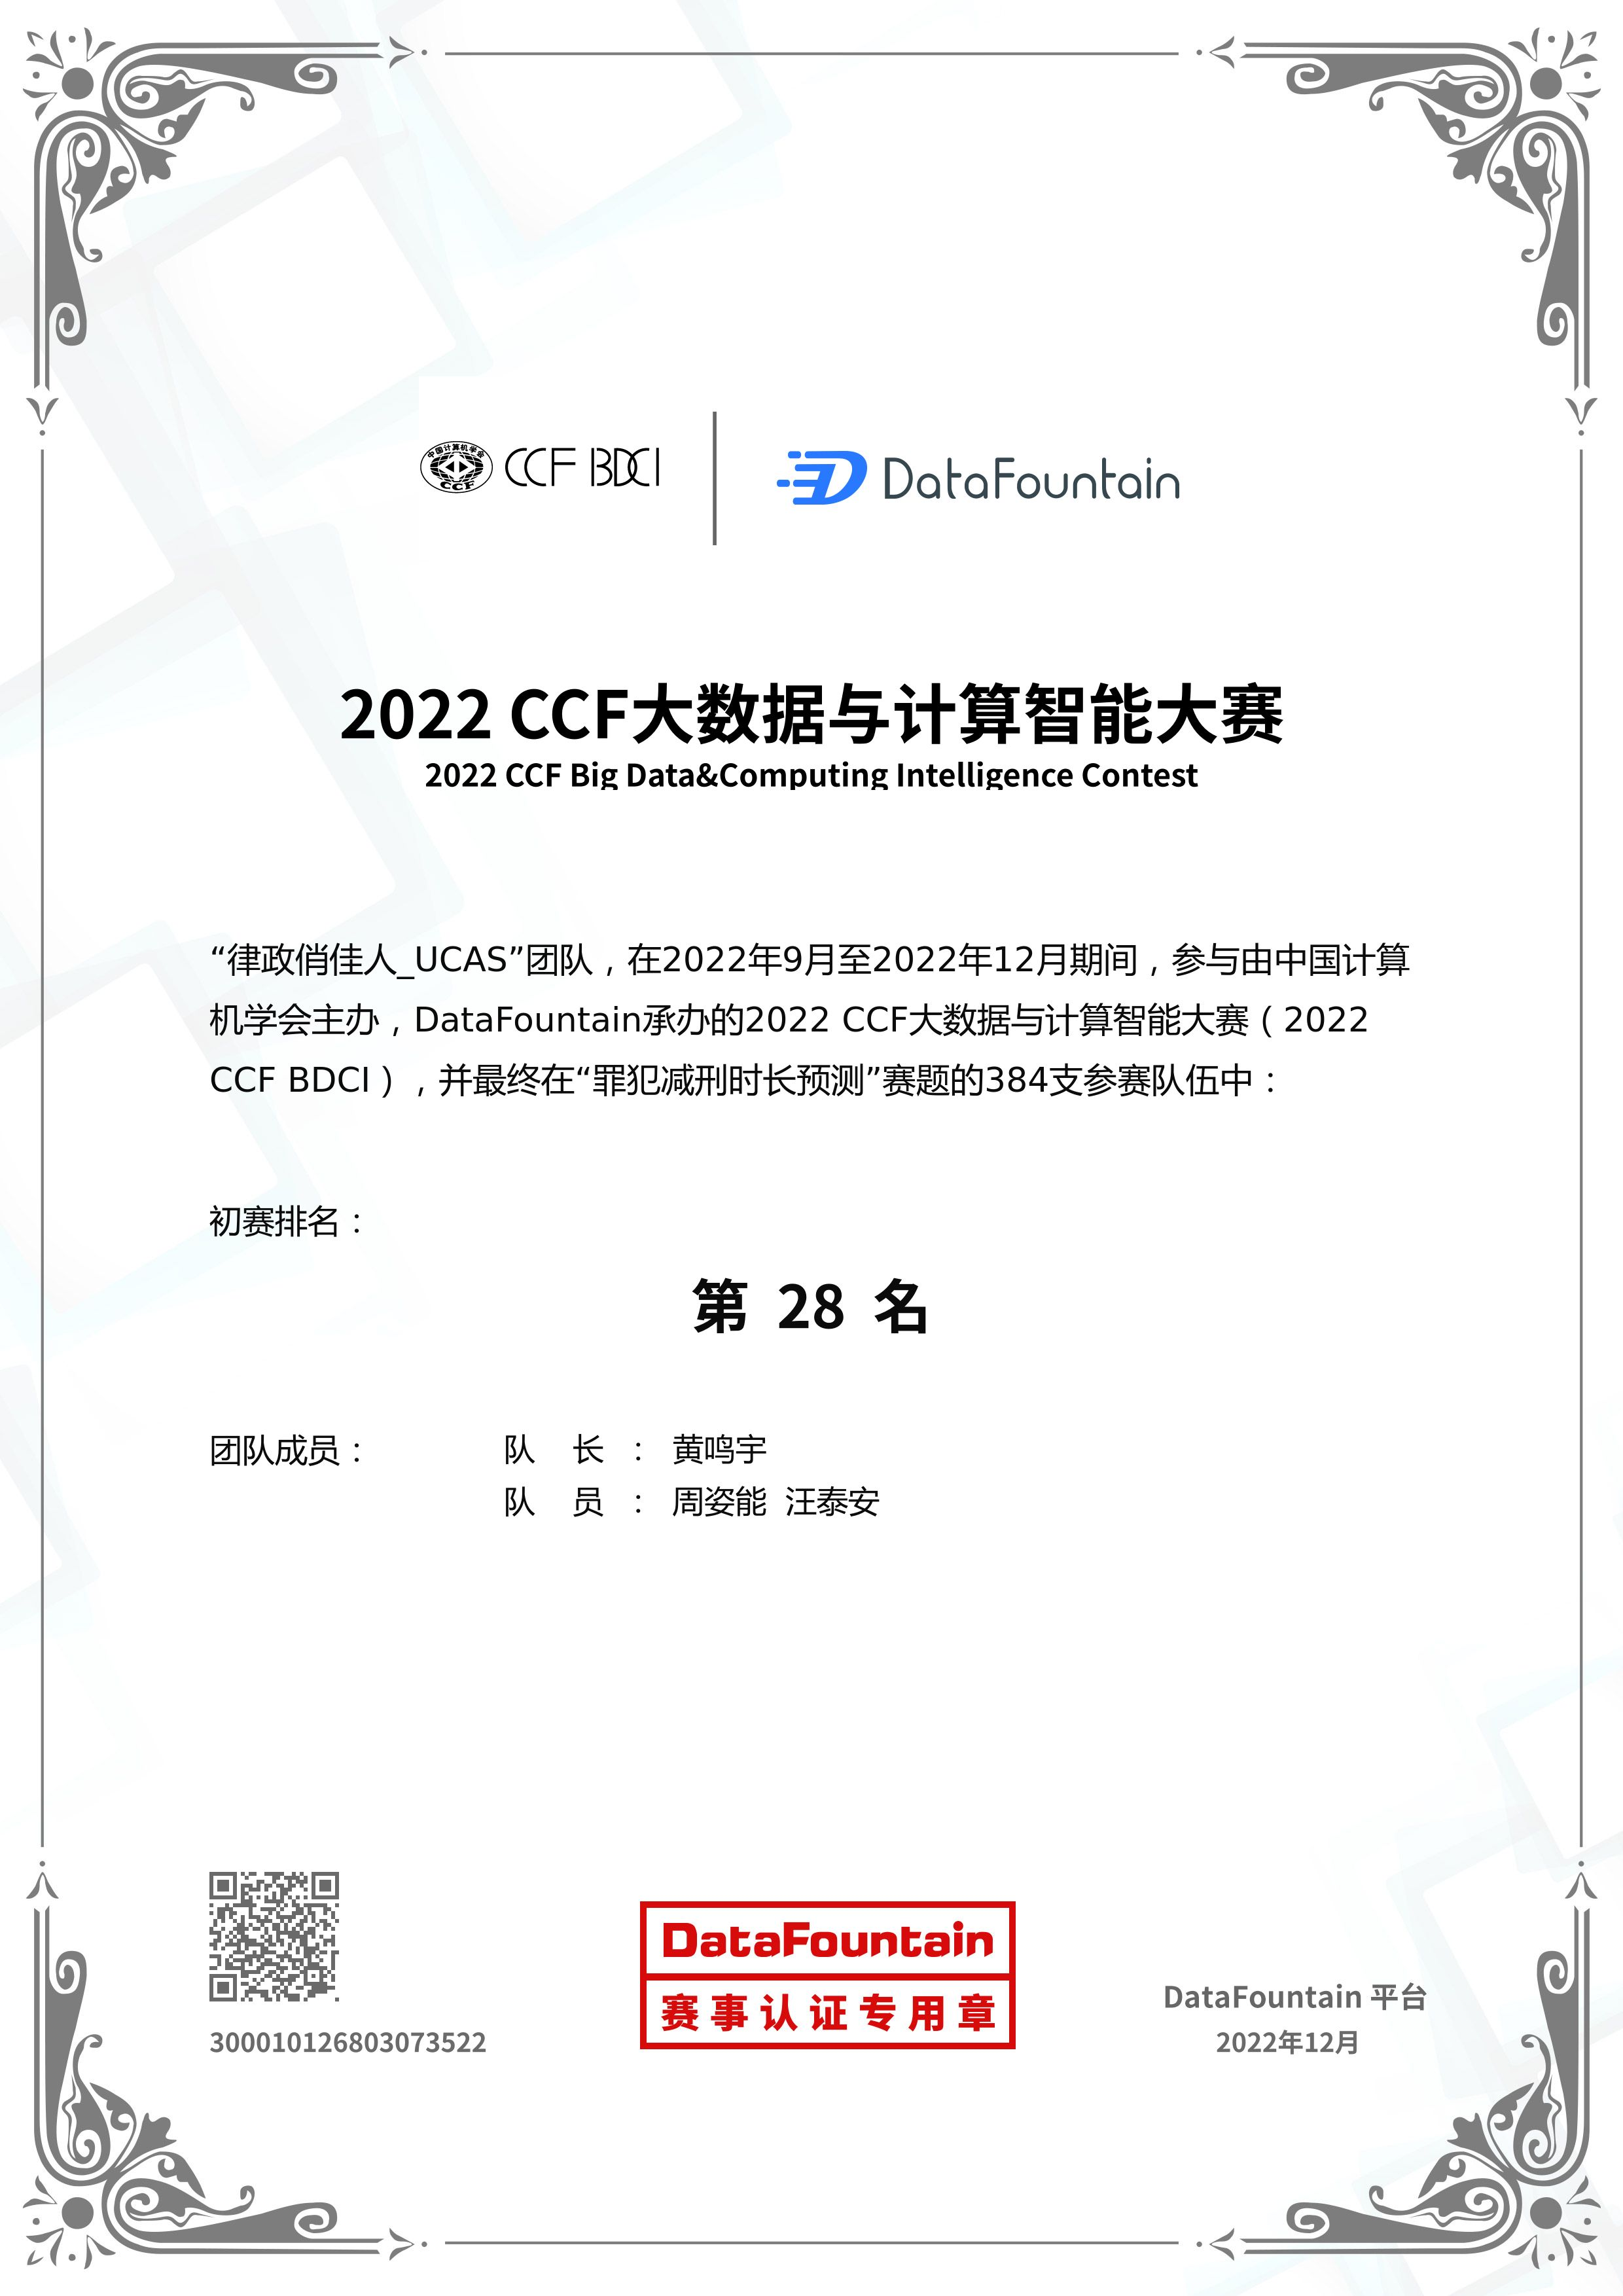 中国计算机学会
CCF
CCF BDCI
DataFountain
2022 CCF大数据与计算智能大赛
2022 CCF Big Data&Computing Intelligence Contest
“律政俏佳人_UCAS”团队，在2022年9月至2022年12月期间，参与由中国计算
机学会主办，DataFountain承办的2022 CCF大数据与计算智能大赛（2022
CCF BDCI），并最终在“罪犯减刑时长预测”赛题的384支参赛队伍中：
初赛排名：
第 28 名
团队成员：
队 长 ： 黄鸣宇
队 员 ： 周姿能 汪泰安
DataFountain
赛事认证专用章
300010126803073522
DataFountain 平台
2022年12月